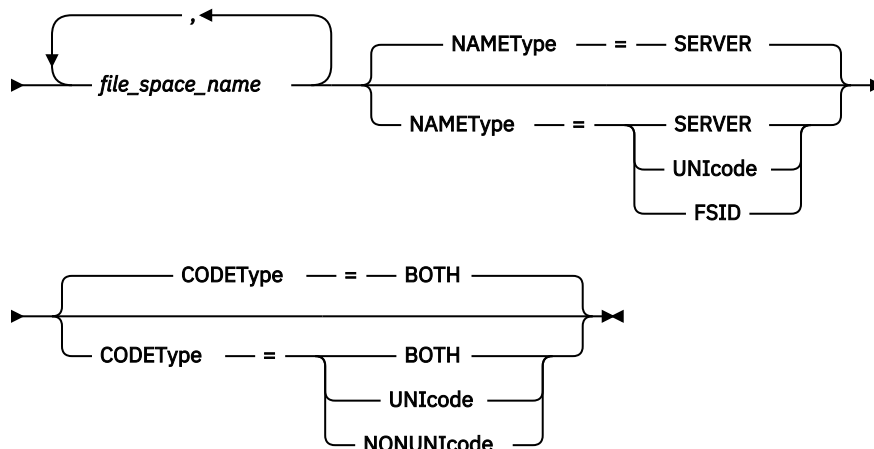 ,
NAMEType = SERVER
file_space_name
NAMEType = SERVER
UNIcode
FSID
CODEType = BOTH
CODEType = BOTH
UNIcode
NONUNIcode